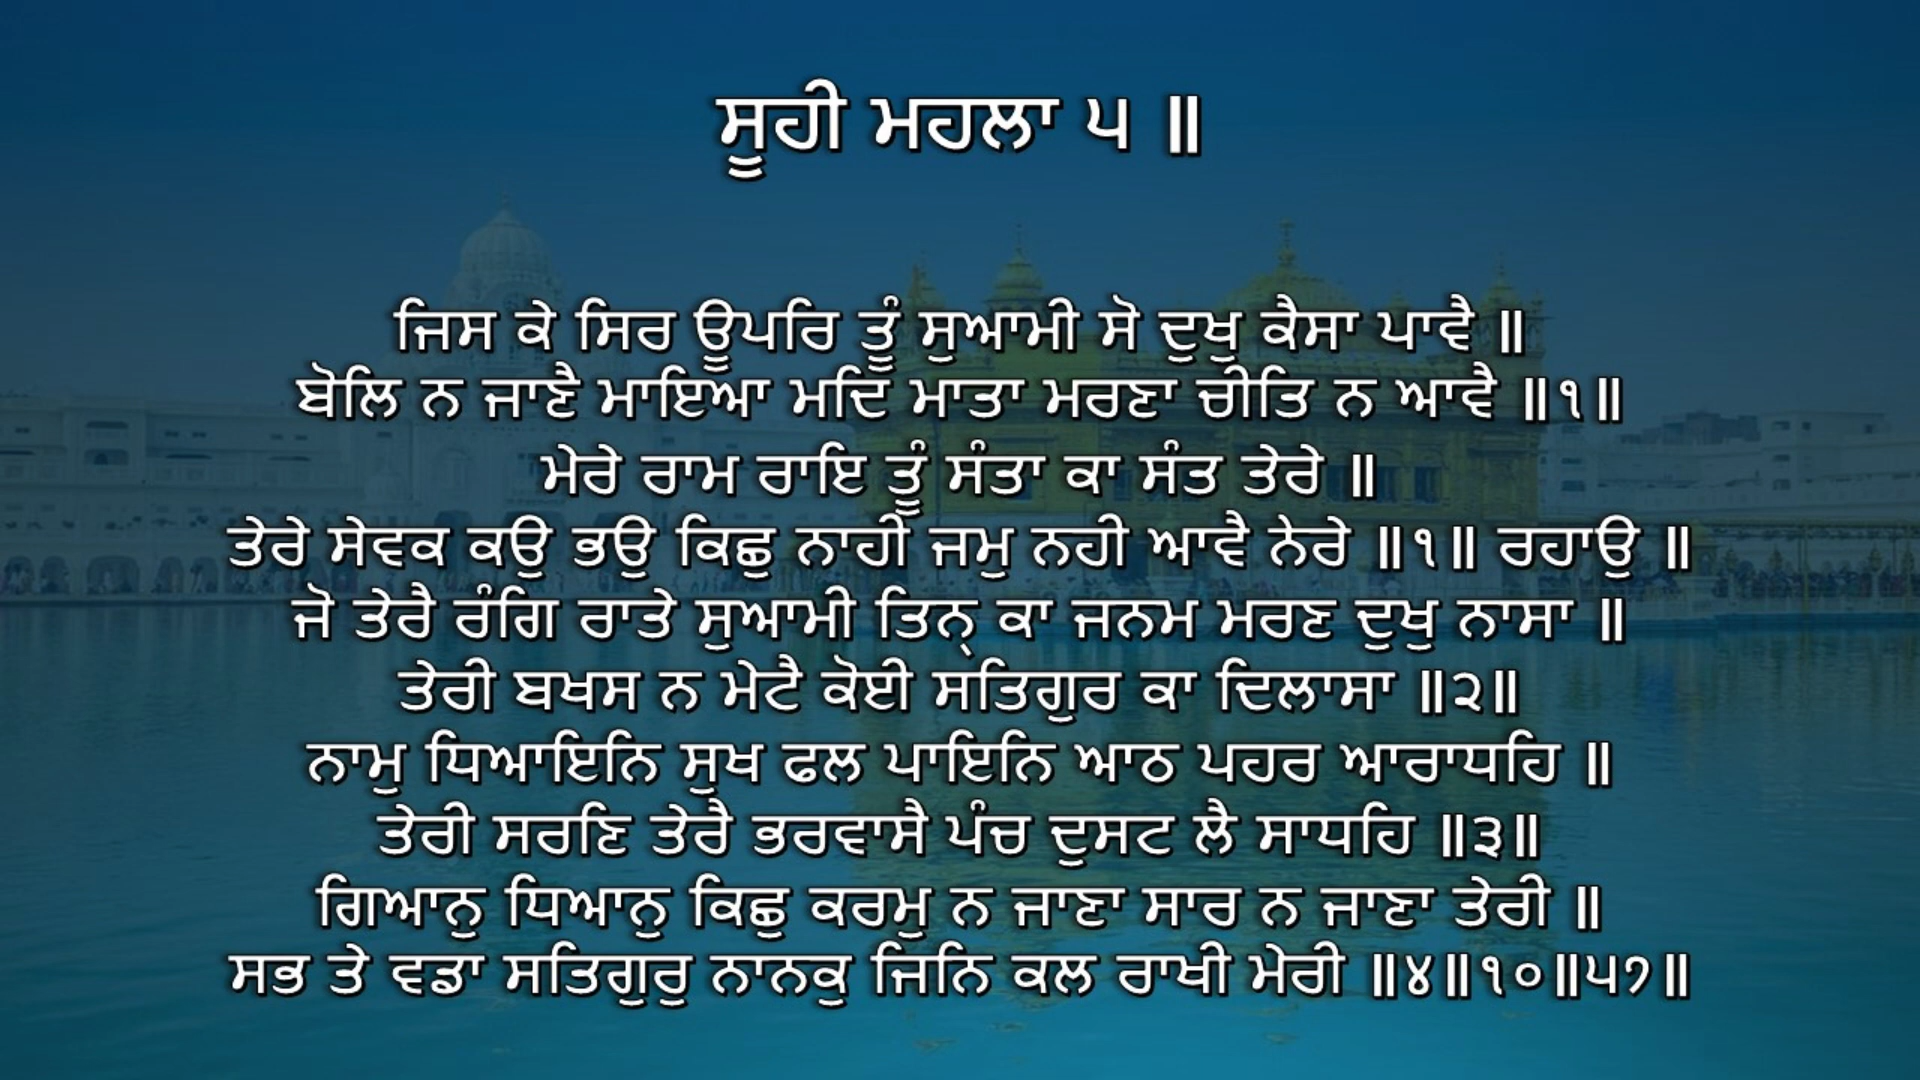 ਸੂਹੀ ਮਹਲਾ ੫ ॥
ਜਿਸ ਕੇ ਸਿਰ ਊਪਰਿ ਤੂੰ ਸੁਆਮੀ ਸੋ ਦੁਖੁ ਕੈਸਾ ਪਾਵੈ ॥
ਬੋਲਿ ਨ ਜਾਣੈ ਮਾਇਆ ਮਦਿ ਮਾਤਾ ਮਰਣਾ ਚੀਤਿ ਨ ਆਵੈ ॥੧॥
ਮੇਰੇ ਰਾਮ ਰਾਇ ਤੂੰ ਸੰਤਾ ਕਾ ਸੰਤ ਤੇਰੇ ॥
ਤੇਰੇ ਸੇਵਕ ਕਉ ਭਉ ਕਿਛੁ ਨਾਹੀ ਜਮੁ ਨਹੀ ਆਵੈ ਨੇਰੇ ॥੧॥ ਰਹਾਉ ॥
ਜੋ ਤੇਰੈ ਰੰਗਿ ਰਾਤੇ ਸੁਆਮੀ ਤਿਨੑ ਕਾ ਜਨਮ ਮਰਣ ਦੁਖੁ ਨਾਸਾ ॥
ਤੇਰੀ ਬਖਸ ਨ ਮੇਟੈ ਕੋਈ ਸਤਿਗੁਰ ਕਾ ਦਿਲਾਸਾ ॥੨॥
ਨਾਮੁ ਧਿਆਇਨਿ ਸੁਖ ਫਲ ਪਾਇਨਿ ਆਠ ਪਹਰ ਆਰਾਧਹਿ ॥
ਤੇਰੀ ਸਰਣਿ ਤੇਰੈ ਭਰਵਾਸੈ ਪੰਚ ਦੁਸਟ ਲੈ ਸਾਧਹਿ ॥੩॥
ਗਿਆਨੁ ਧਿਆਨੁ ਕਿਛੁ ਕਰਮੁ ਨ ਜਾਣਾ ਸਾਰ ਨ ਜਾਣਾ ਤੇਰੀ ॥
ਸਭ ਤੇ ਵਡਾ ਸਤਿਗੁਰੁ ਨਾਨਕੁ ਜਿਨਿ ਕਲ ਰਾਖੀ ਮੇਰੀ ॥੪॥੧੦॥੫੭॥